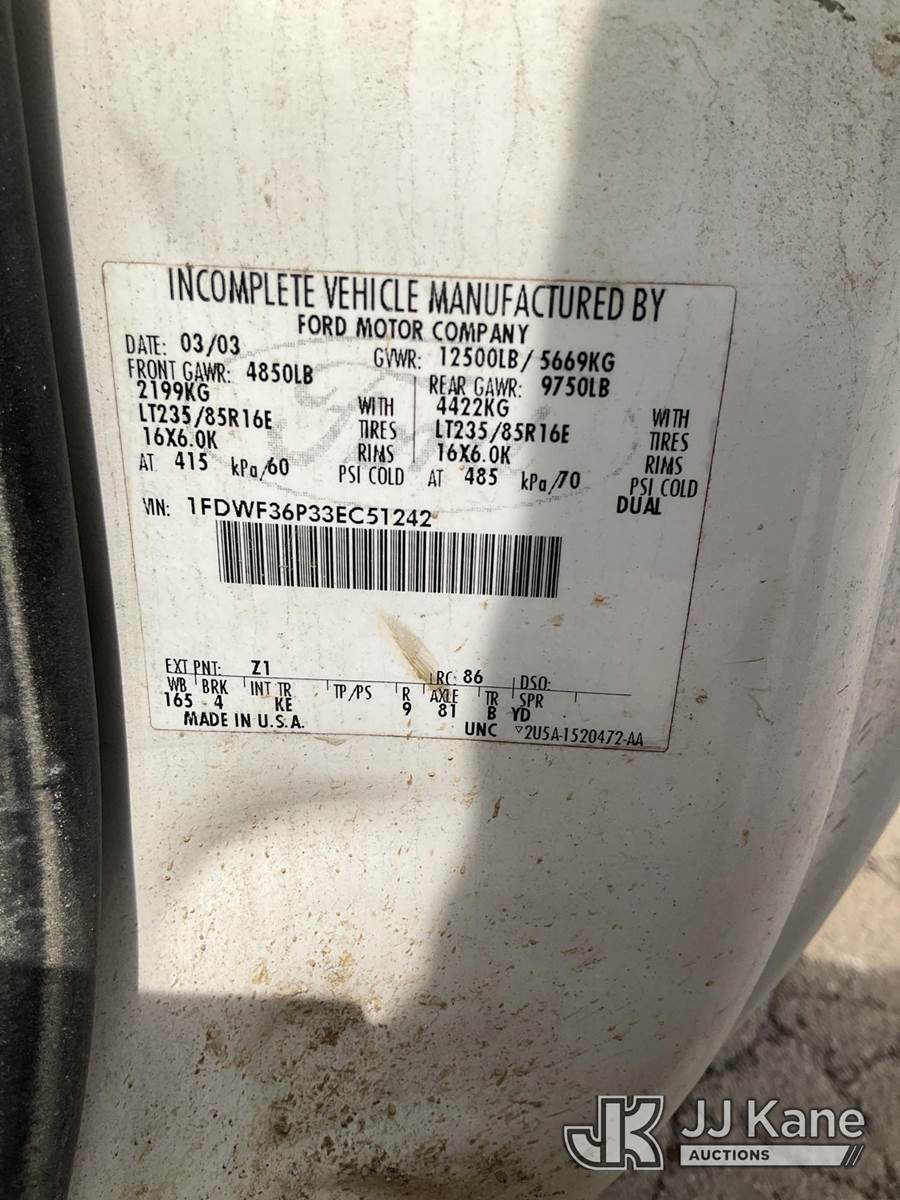 INCOMPLETE VEHICLE MANUFACTURED BY
FORD MOTOR COMPANY
DATE: 03/03 GVWR: 12500LB / 5669KG
FRONT GAWR: 4850LB REAR GAWR: 9750LB
2199KG WITH 4422KG WITH
LT235/85R16E TIRES LT235/85R16E TIRES
16X6.0K RIMS 16X6.0K RIMS
AT 415 kPa/60 PSI COLD AT 485 kPa/70 PSI COLD
DUAL
VIN: 1FDWF36P33EC51242
EXT PNT: Z1 RC: 86 DSO:
WB BRK INT TR TP/PS R AXLE TR SPR
165 4 KE 9 81 B YD
MADE IN U.S.A. UNC 2U5A-1520472-AA
JK JJ Kane
AUCTIONS